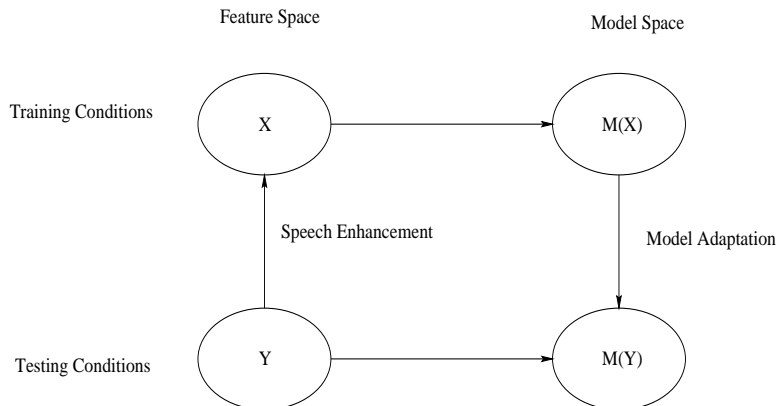 Feature Space
Model Space
Training Conditions
X
M(X)
Speech Enhancement
Model Adaptation
Testing Conditions
Y
M(Y)